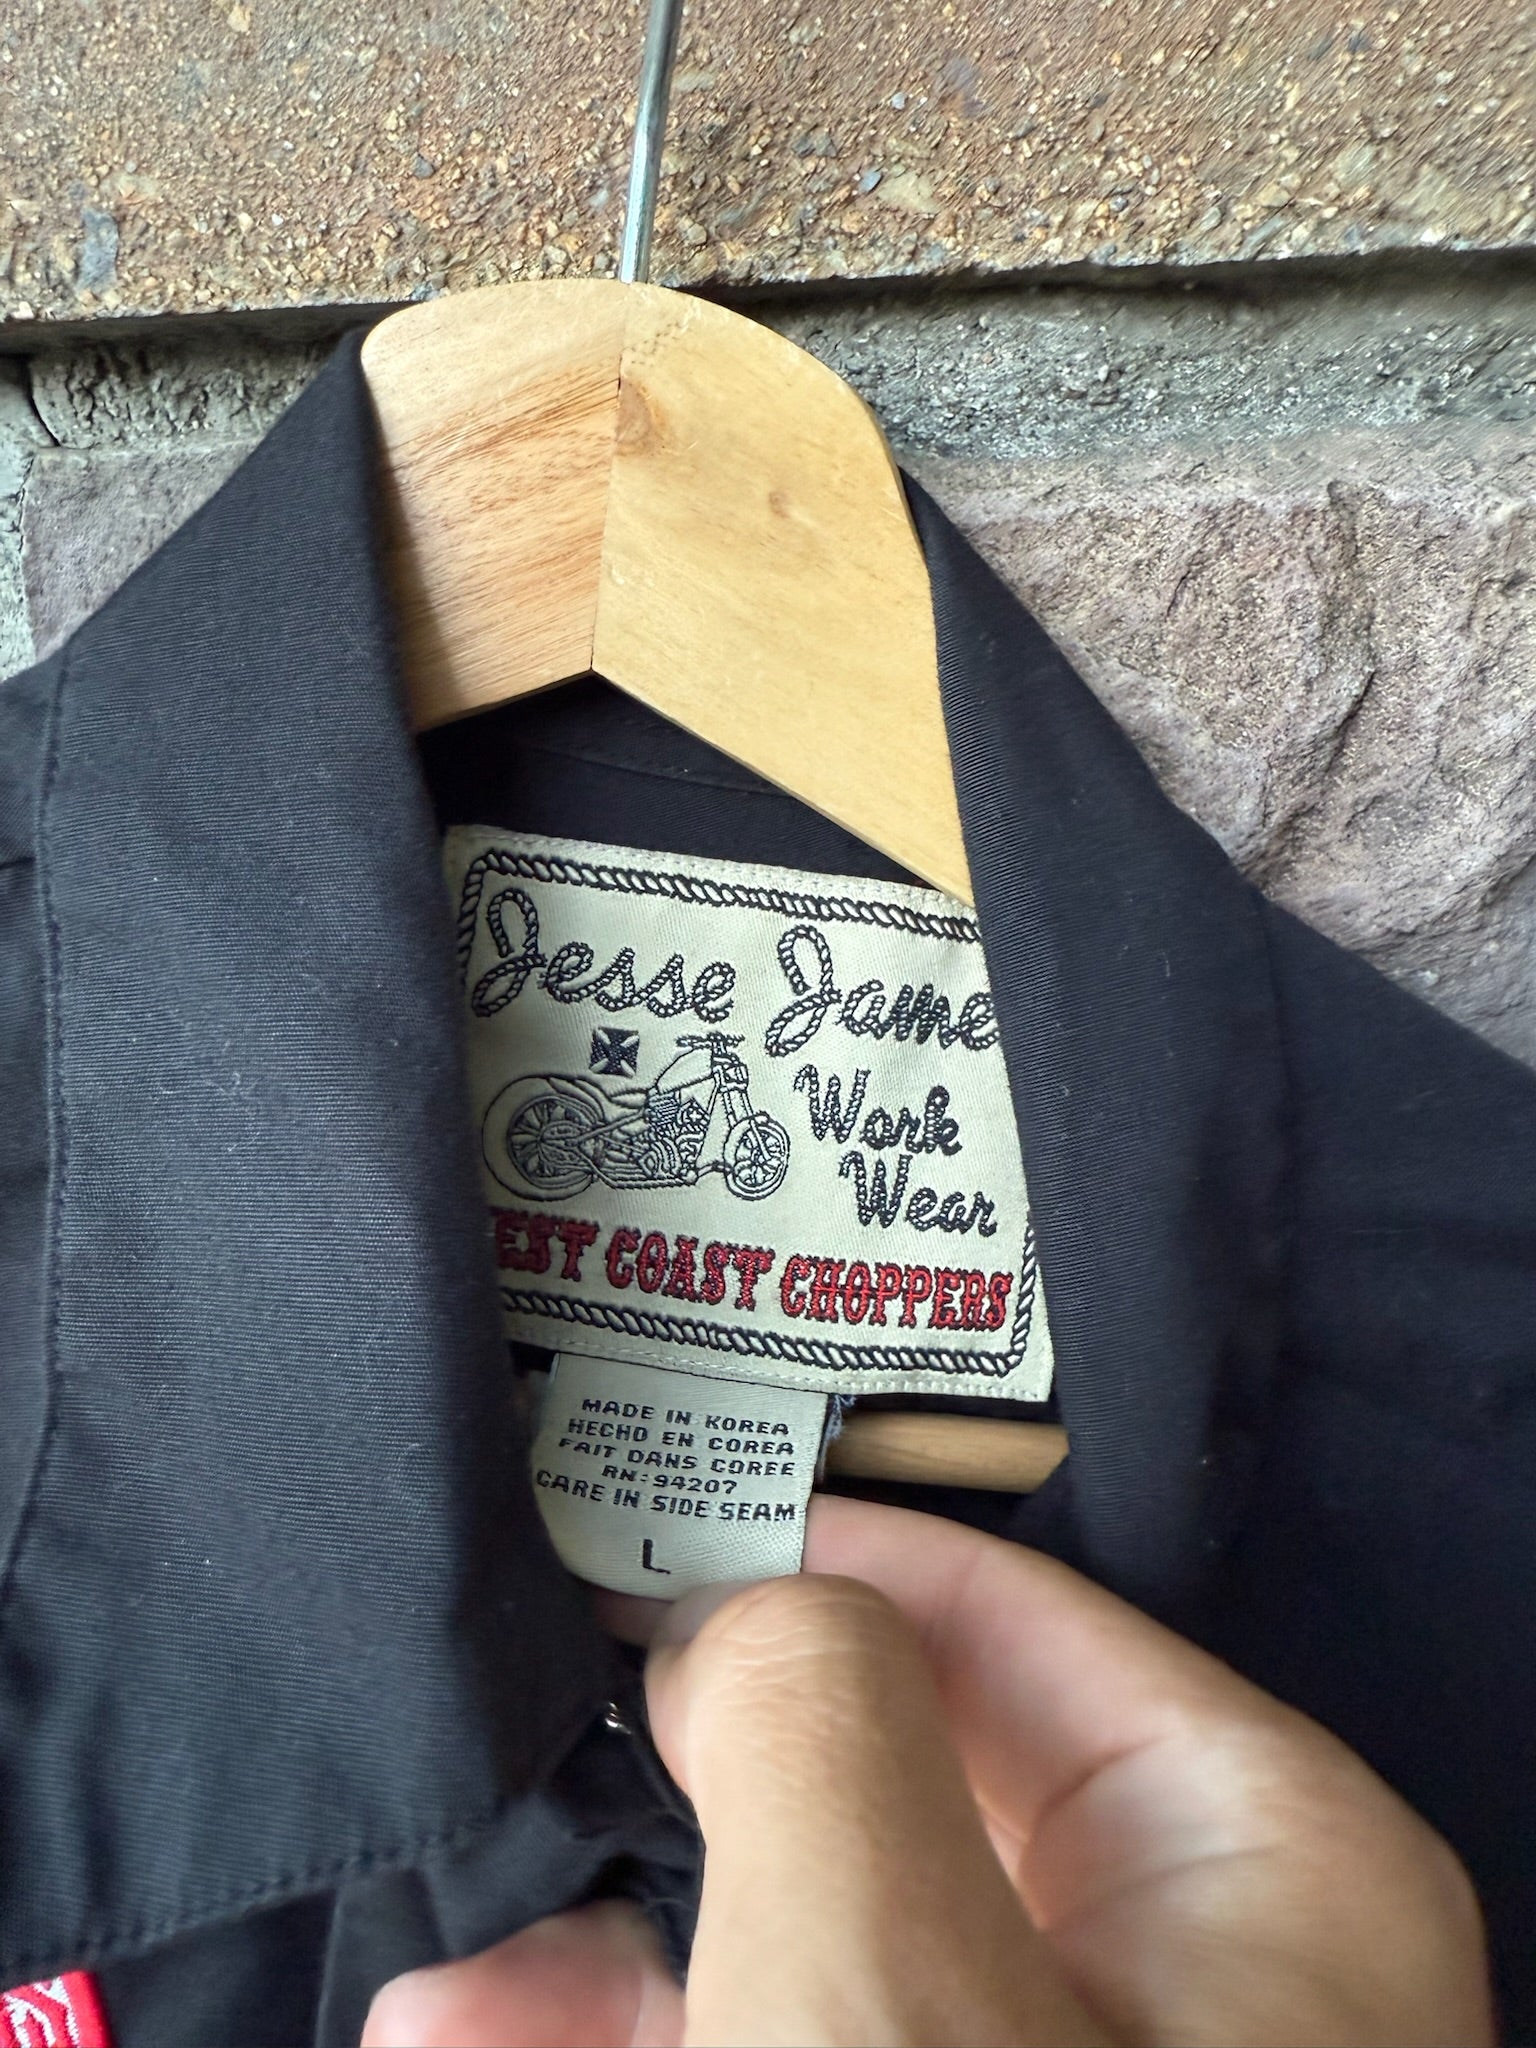 Jesse Jame
Work
Wear
EST COAST CHOPPERS
MADE IN KOREA
HECHO EN COREA
FAIT DANS COREE
RN: 94207
CARE IN SIDE SEAM
L